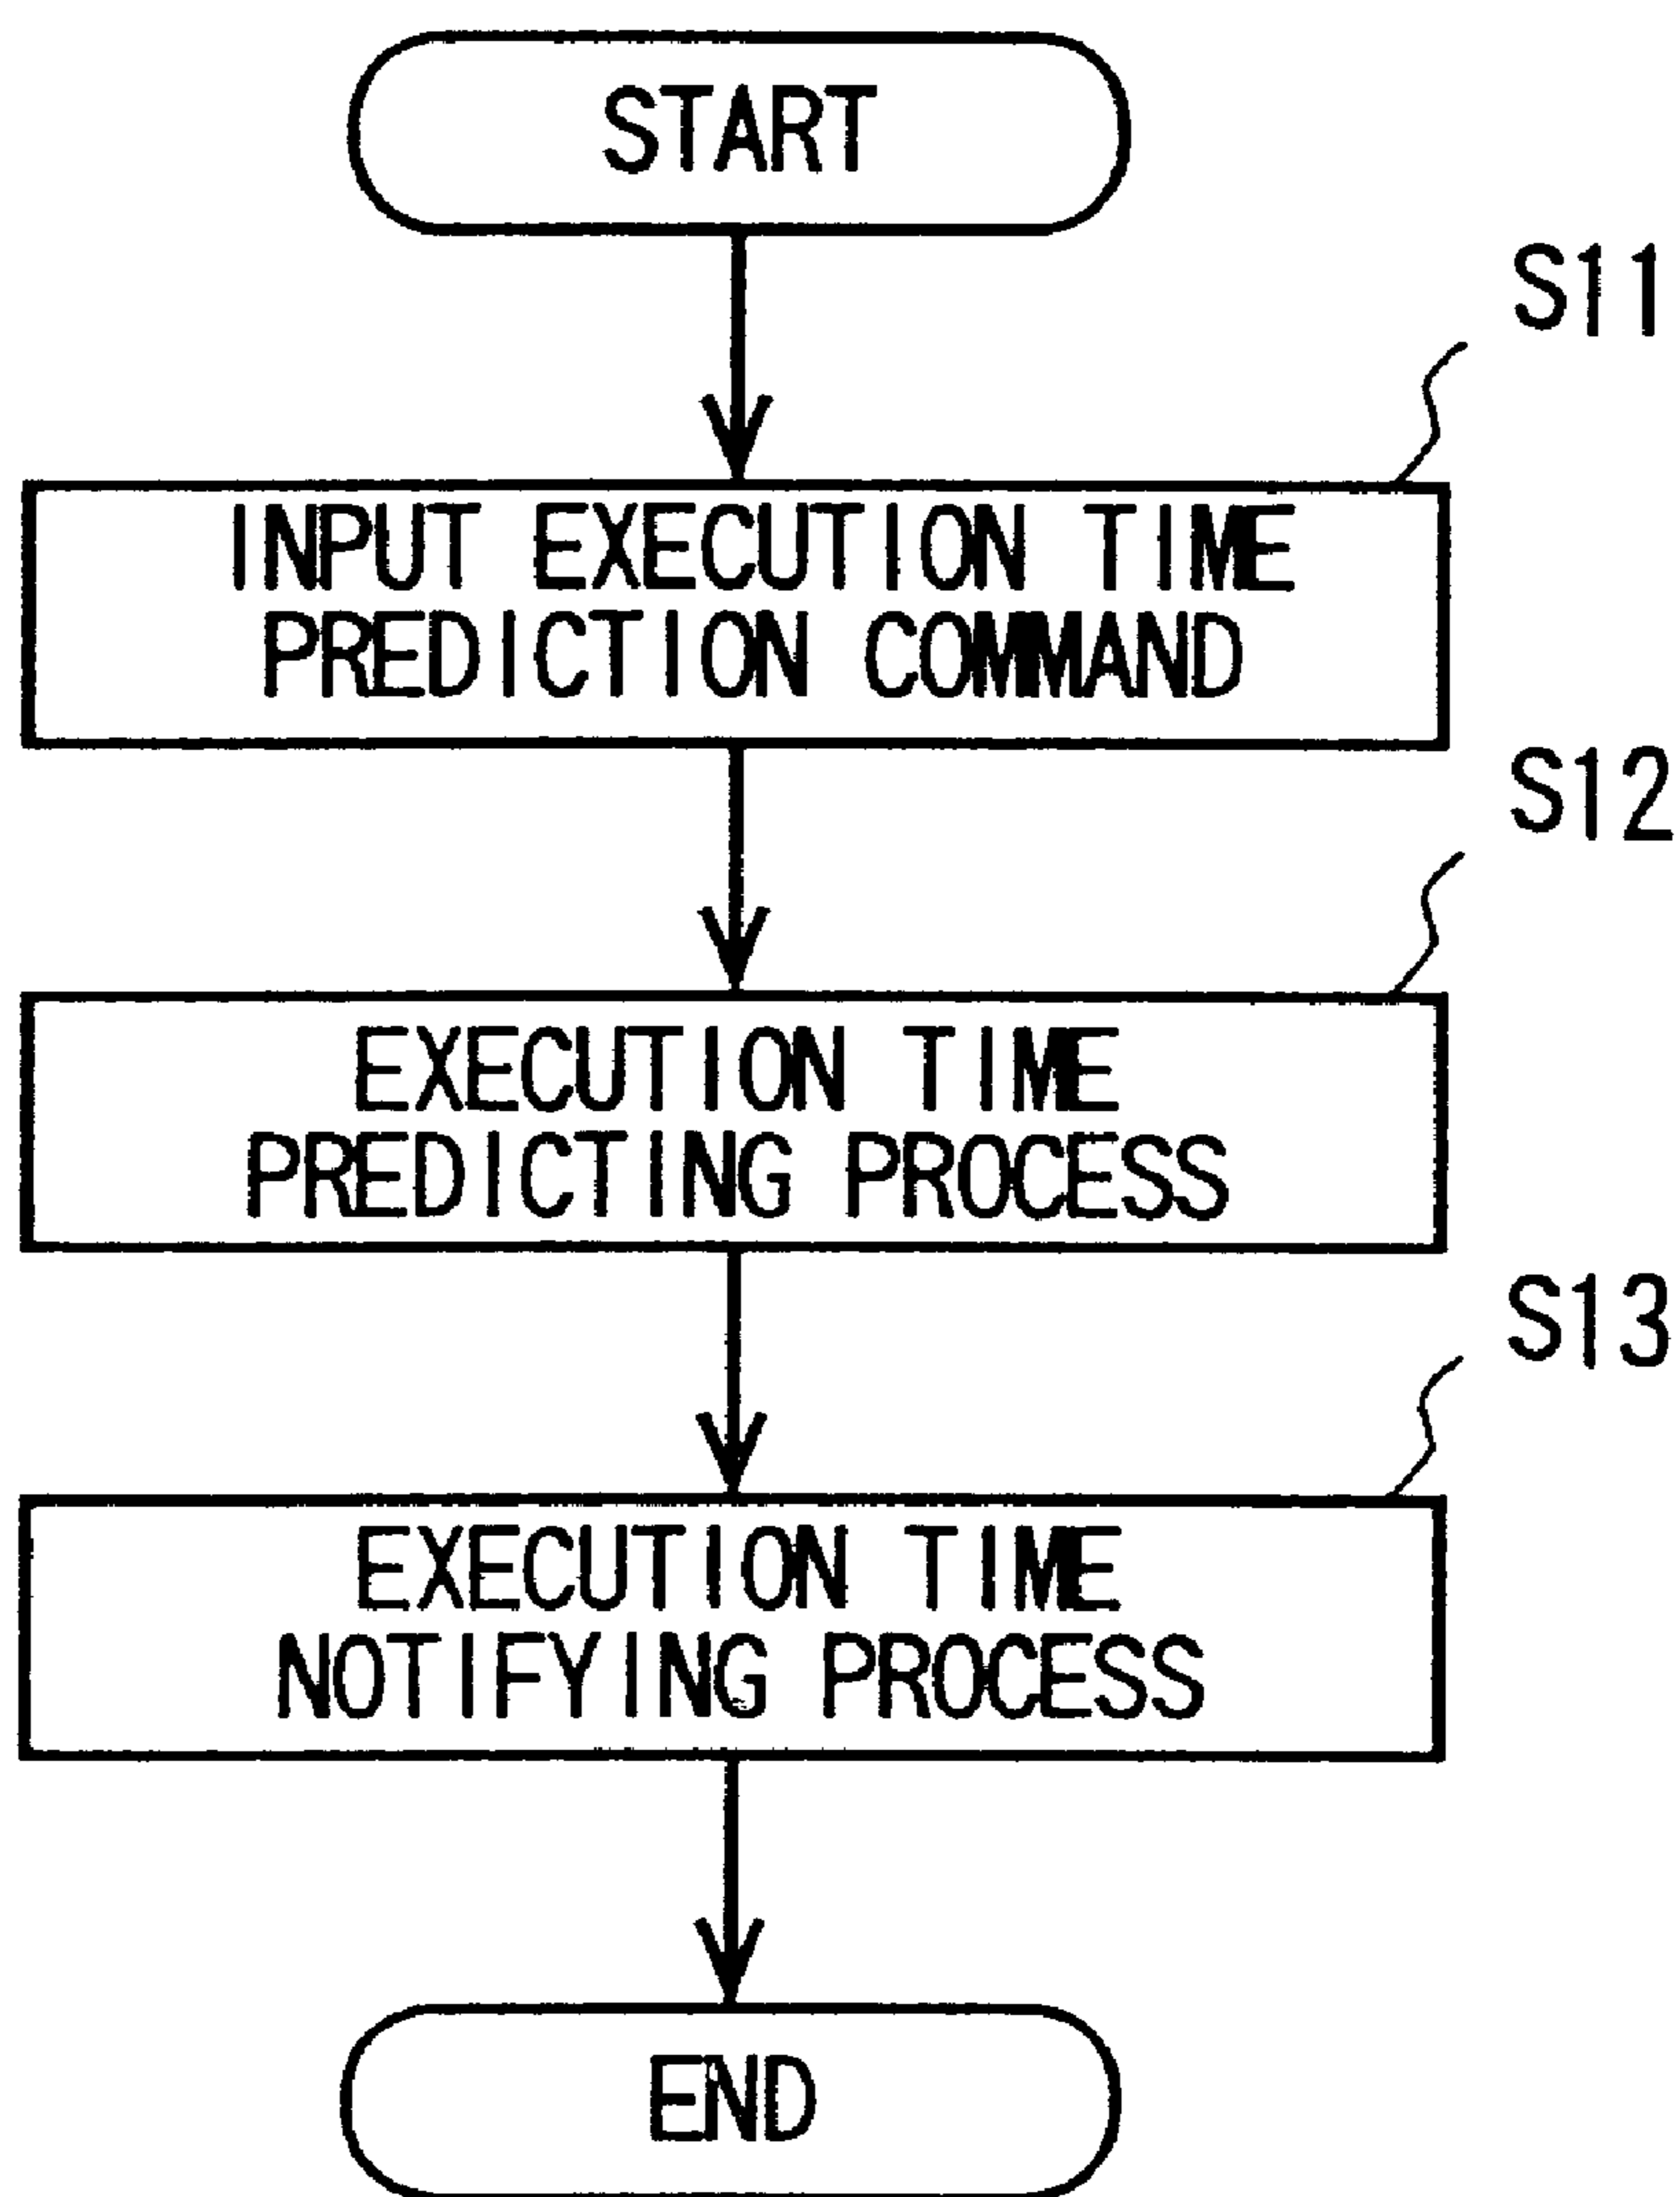 START
S11
INPUT EXECUTION TIME
PREDICTION COMMAND
S12
EXECUTION TIME
PREDICTING PROCESS
S13
EXECUTION TIME
NOTIFYING PROCESS
END